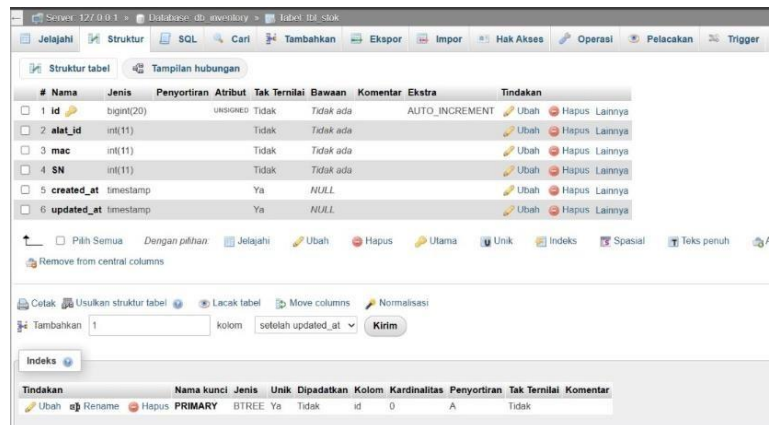 Server: 127.0.0.1 » Database: db_inventory » Tabel: tbl_stok
Jelajahi Struktur SQL Cari Tambahkan Ekspor Impor Hak Akses Operasi Pelacakan Trigger
Struktur tabel Tampilan hubungan
# Nama Jenis Penyortiran Atribut Tak Ternilai Bawaan Komentar Ekstra Tindakan
1 id bigint(20) UNSIGNED Tidak Tidak ada AUTO_INCREMENT Ubah Hapus Lainnya
2 alat_id int(11) Tidak Tidak ada Ubah Hapus Lainnya
3 mac int(11) Tidak Tidak ada Ubah Hapus Lainnya
4 SN int(11) Tidak Tidak ada Ubah Hapus Lainnya
5 created_at timestamp Ya NULL Ubah Hapus Lainnya
6 updated_at timestamp Ya NULL Ubah Hapus Lainnya
Pilih Semua Dengan pilihan: Jelajahi Ubah Hapus Utama Unik Indeks Spasial Teks penuh
Remove from central columns
Cetak Usulkan struktur tabel Lacak tabel Move columns Normalisasi
Tambahkan 1 kolom setelah updated_at Kirim
Indeks
Tindakan Nama kunci Jenis Unik Dipadatkan Kolom Kardinalitas Penyortiran Tak Ternilai Komentar
Ubah Rename Hapus PRIMARY BTREE Ya Tidak id 0 A Tidak